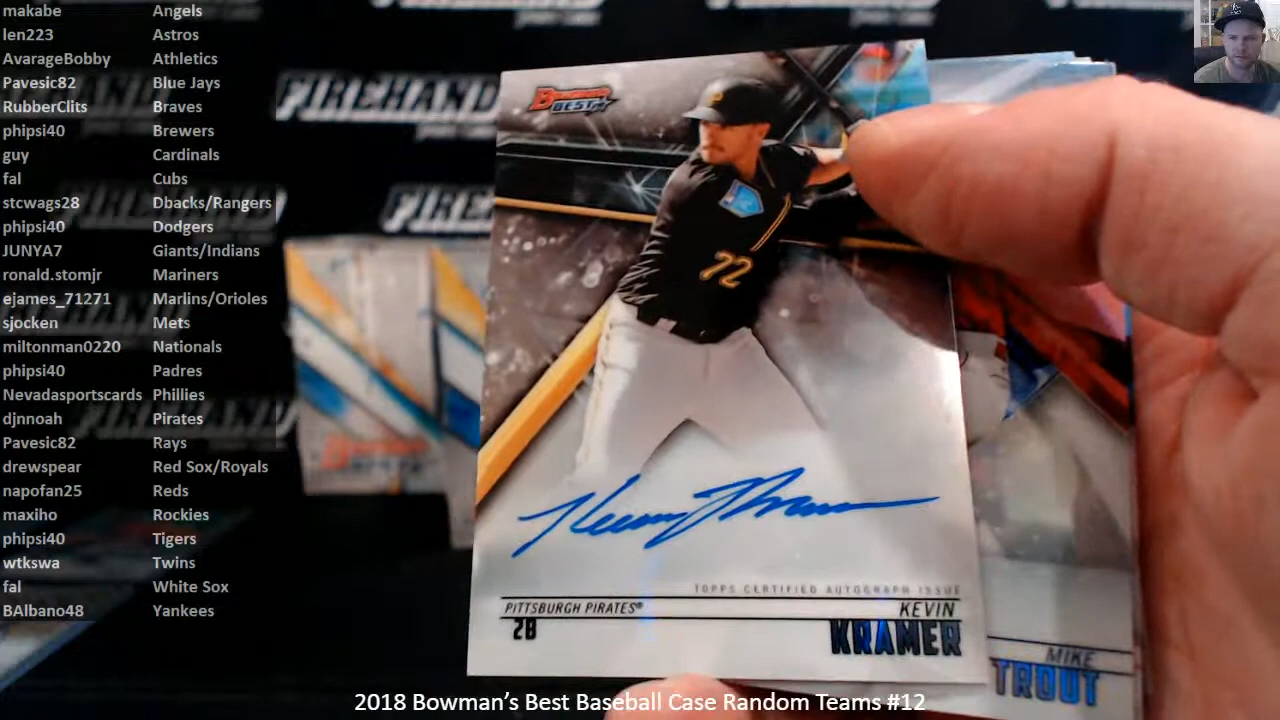 makabe Angels
len223 Astros
AvarageBobby Athletics
Pavesic82 Blue Jays
RubberClits Braves
phipsi40 Brewers
guy Cardinals
fal Cubs
stcwags28 Dbacks/Rangers
phipsi40 Dodgers
JUNYA7 Giants/Indians
ronald.stomjr Mariners
ejames_71271 Marlins/Orioles
sjocken Mets
miltonman0220 Nationals
phipsi40 Padres
Nevadasportscards Phillies
djnnoah Pirates
Pavesic82 Rays
drewspear Red Sox/Royals
napofan25 Reds
maxiho Rockies
phipsi40 Tigers
wtkswa Twins
fal White Sox
BAlbano48 Yankees
FIREHAND
BOWMAN'S BEST
72
TOPPS CERTIFIED AUTOGRAPH ISSUE
PITTSBURGH PIRATES®
KEVIN
2B
KRAMER
MIKE
TROUT
2018 Bowman's Best Baseball Case Random Teams #12